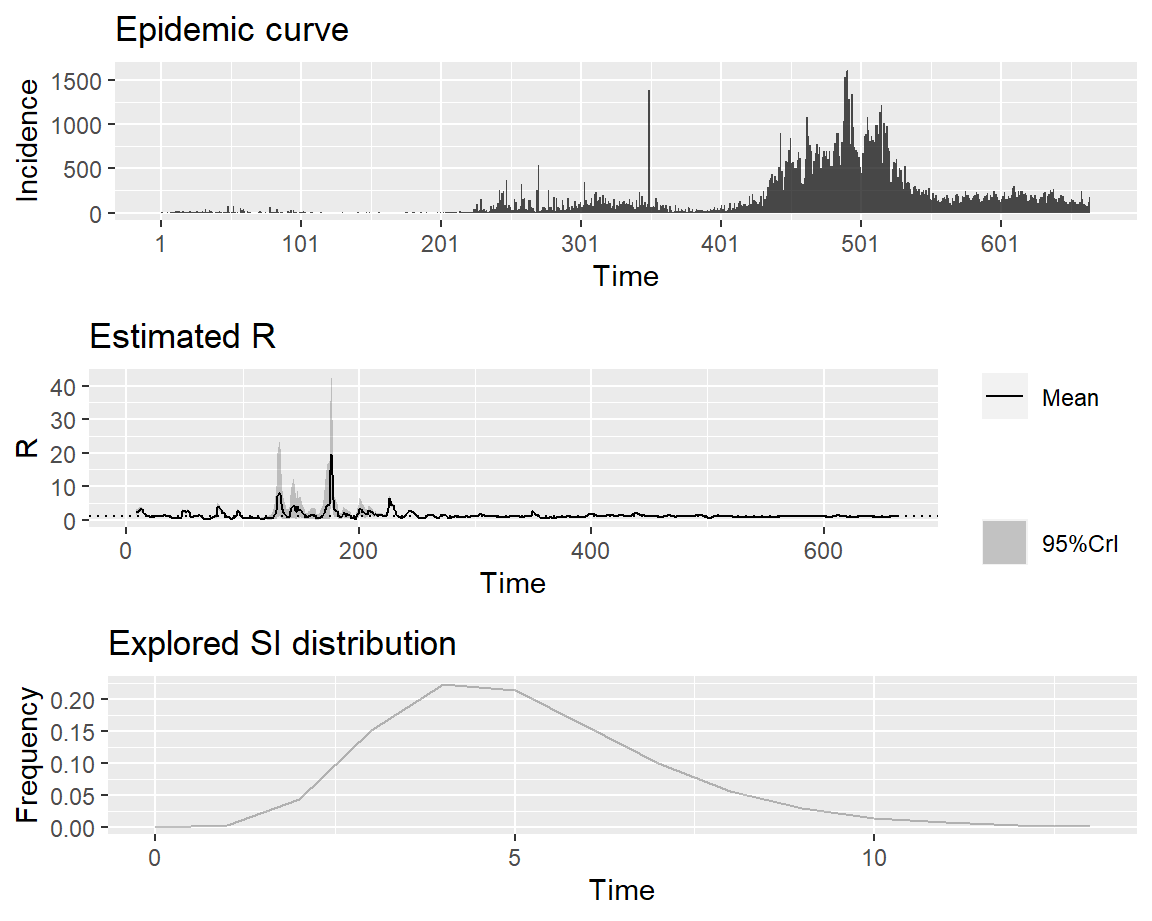 Epidemic curve
Incidence
1500
1000
500
0
1 101 201 301 401 501 601
Time
Estimated R
R
40
30
20
10
0
0 200 400 600
Time
Mean
95%CrI
Explored SI distribution
Frequency
0.20
0.15
0.10
0.05
0.00
0 5 10
Time